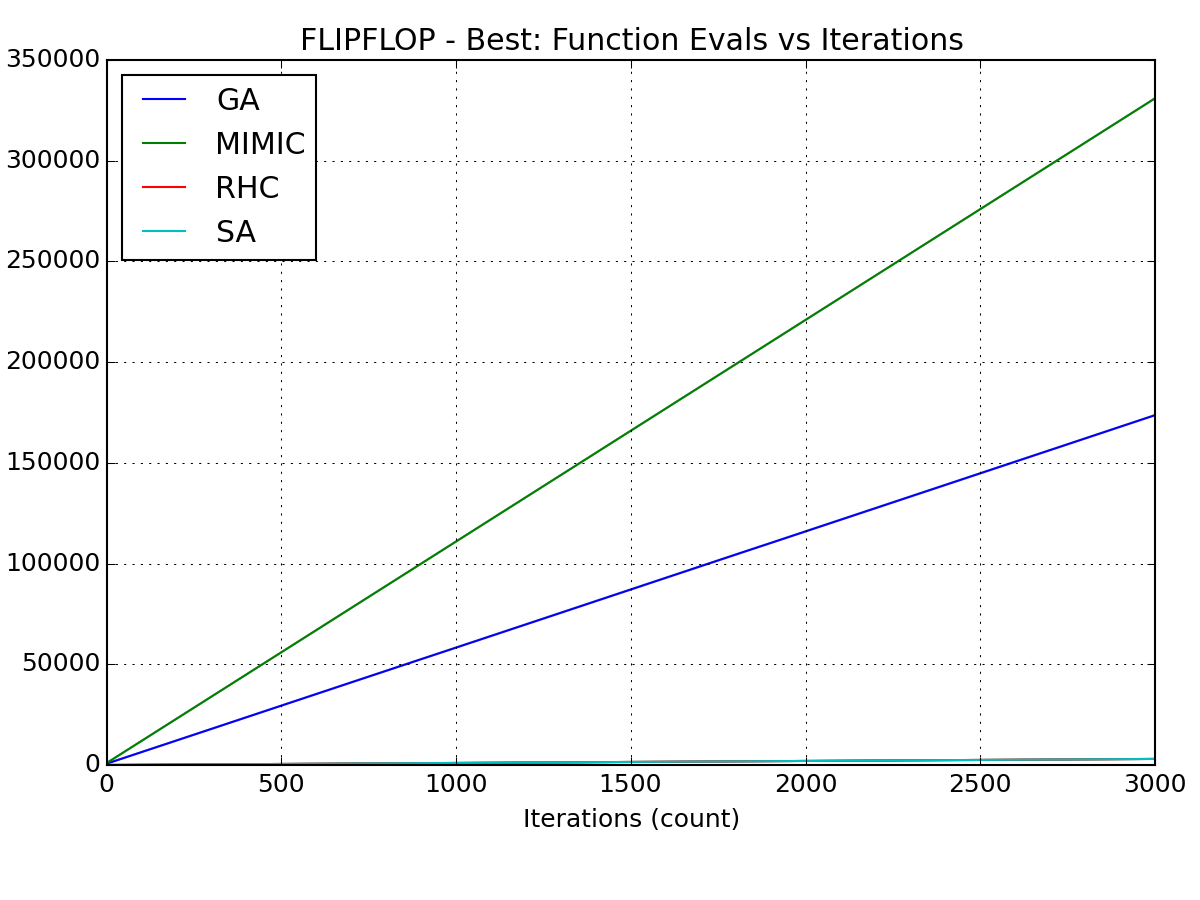 FLIPFLOP - Best: Function Evals vs Iterations
350000
300000
250000
200000
150000
100000
50000
0
GA
MIMIC
RHC
SA
0 500 1000 1500 2000 2500 3000
Iterations (count)